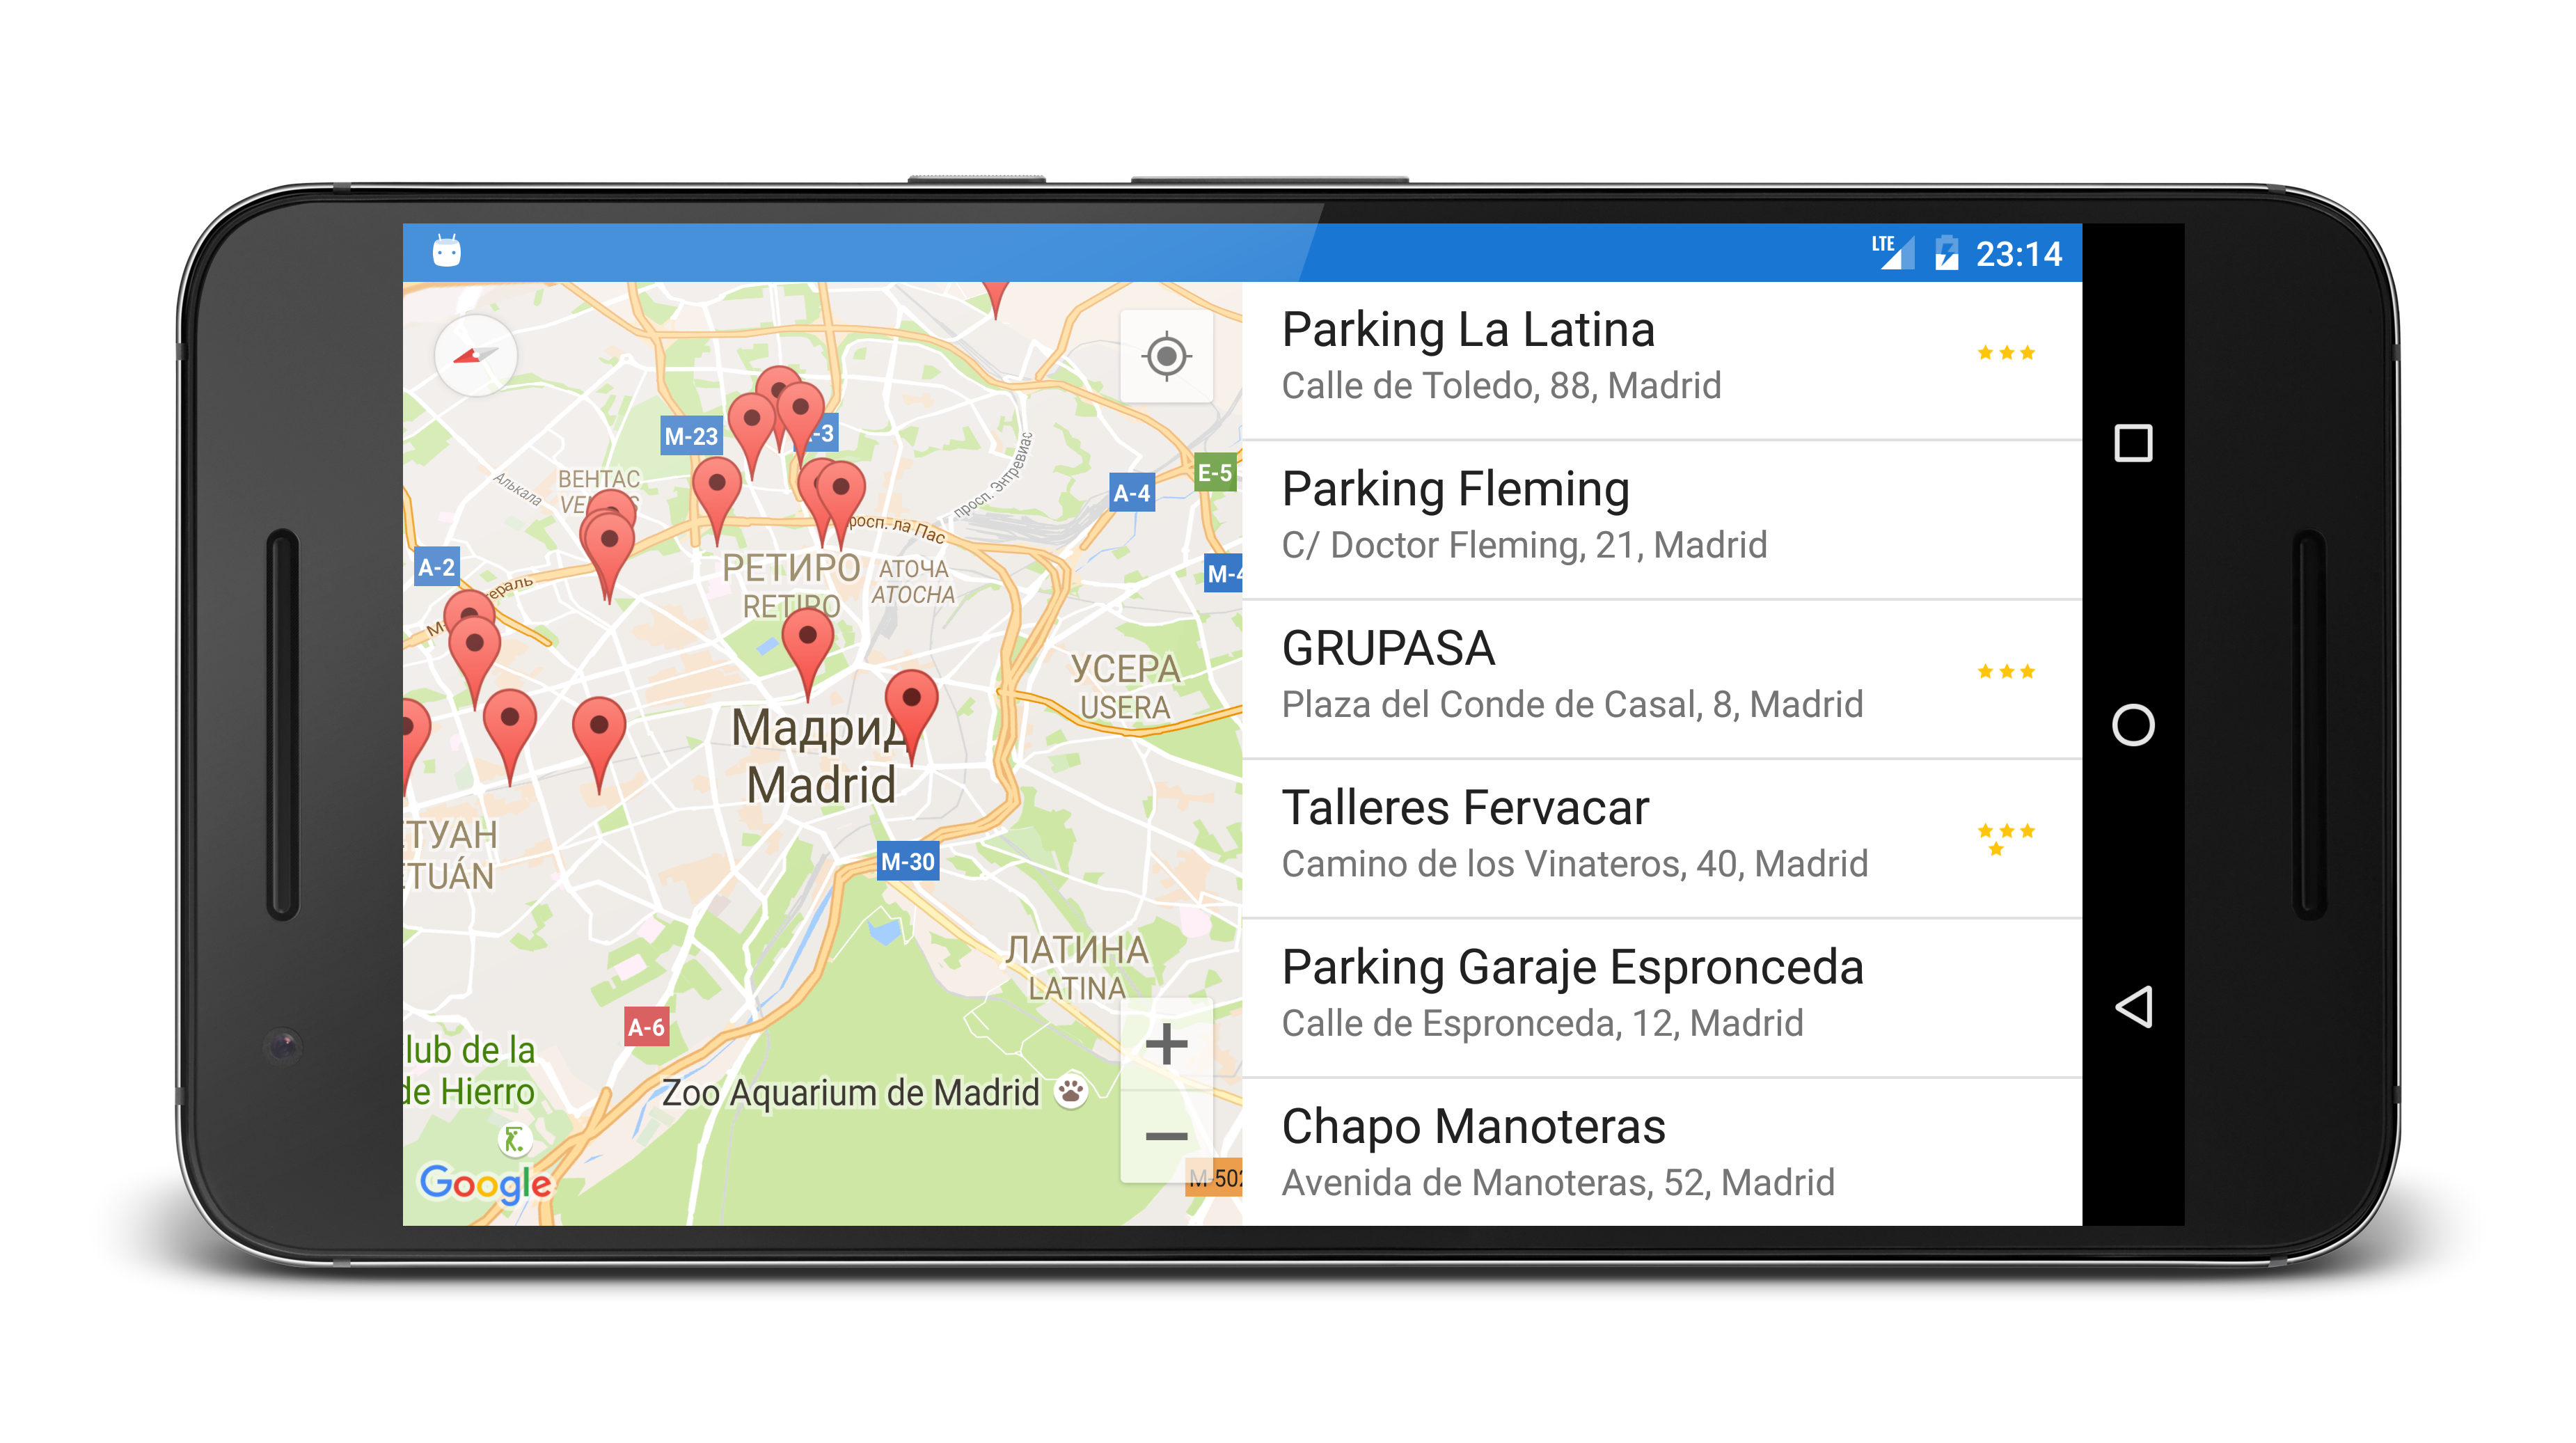 LTE 23:14
M-23
-3
E-5
A-4
Алькала
ВЕНТАС
просп. Энтревиас
росп. ла Пас
A-2
ераль
РЕТИРО
RETIRO
АТОЧА
ATOCHA
M-4
УСЕРА
USERA
Мадрид
Madrid
ТУАН
TUÁN
M-30
ЛАТИНА
LATINA
A-6
lub de la
de Hierro
Zoo Aquarium de Madrid
Google
M-502
Parking La Latina
Calle de Toledo, 88, Madrid
Parking Fleming
C/ Doctor Fleming, 21, Madrid
GRUPASA
Plaza del Conde de Casal, 8, Madrid
Talleres Fervacar
Camino de los Vinateros, 40, Madrid
Parking Garaje Espronceda
Calle de Espronceda, 12, Madrid
Chapo Manoteras
Avenida de Manoteras, 52, Madrid